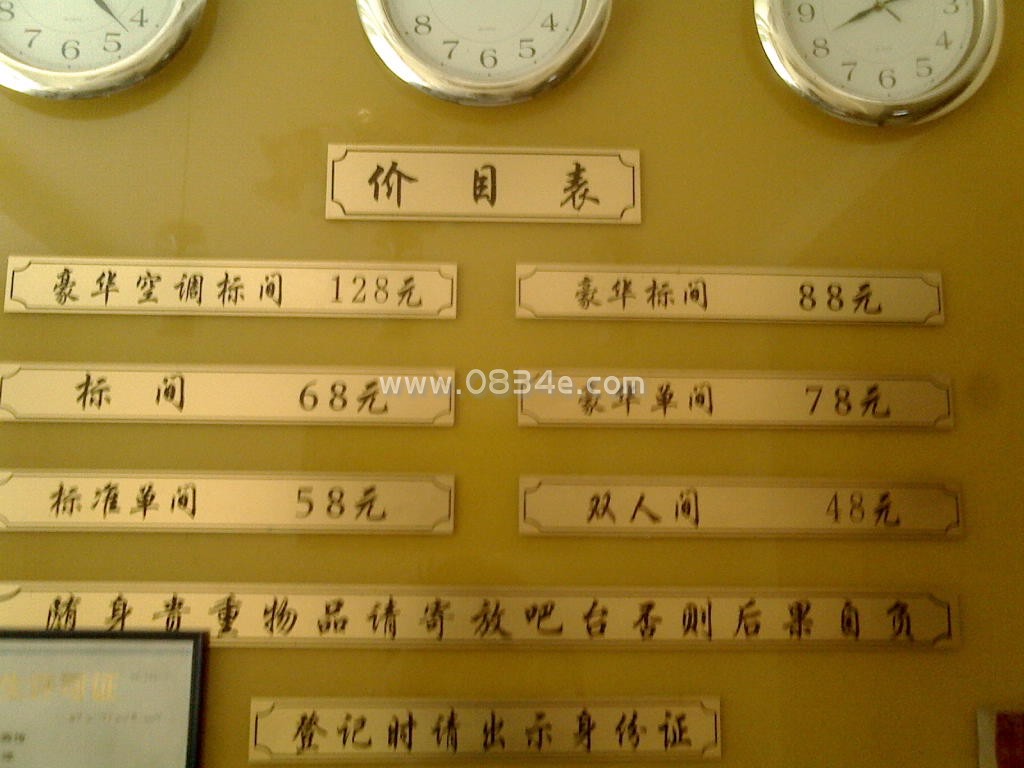 价目表
豪华空调标间 128元
豪华标间 88元
标间 68元
豪华单间 78元
www.0834e.com
标准单间 58元
双人间 48元
随身贵重物品请寄放吧台否则后果自负
登记时请出示身份证